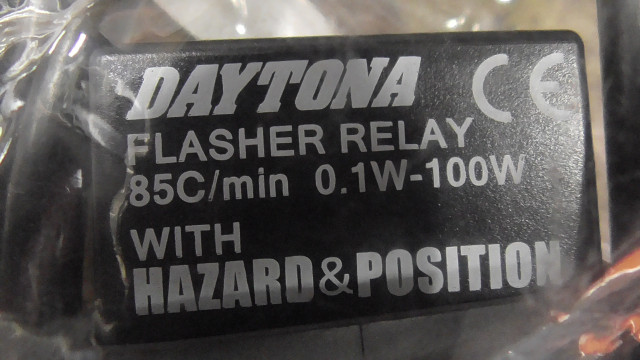 DAYTONA CE
FLASHER RELAY
85C/min 0.1W-100W
WITH
HAZARD&POSITION